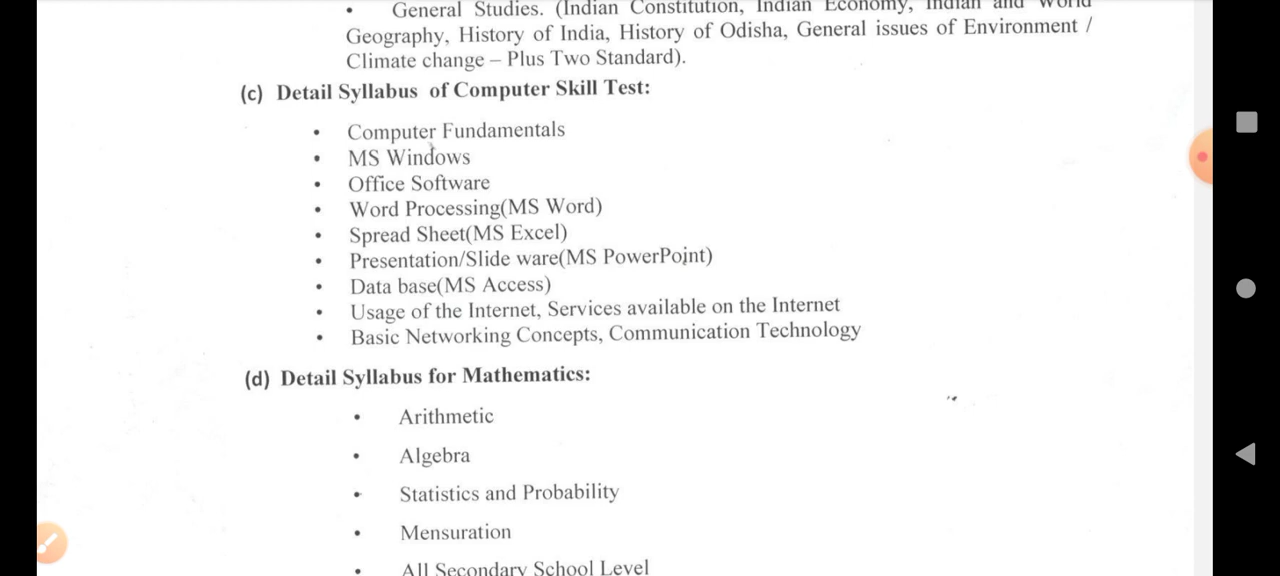 • General Studies. (Indian Constitution, Indian Economy, Indian and World
Geography, History of India, History of Odisha, General issues of Environment /
Climate change – Plus Two Standard).
(c) Detail Syllabus of Computer Skill Test:
• Computer Fundamentals
• MS Windows
• Office Software
• Word Processing(MS Word)
• Spread Sheet(MS Excel)
• Presentation/Slide ware(MS PowerPoint)
• Data base(MS Access)
• Usage of the Internet, Services available on the Internet
• Basic Networking Concepts, Communication Technology
(d) Detail Syllabus for Mathematics:
• Arithmetic
• Algebra
• Statistics and Probability
• Mensuration
• All Secondary School Level